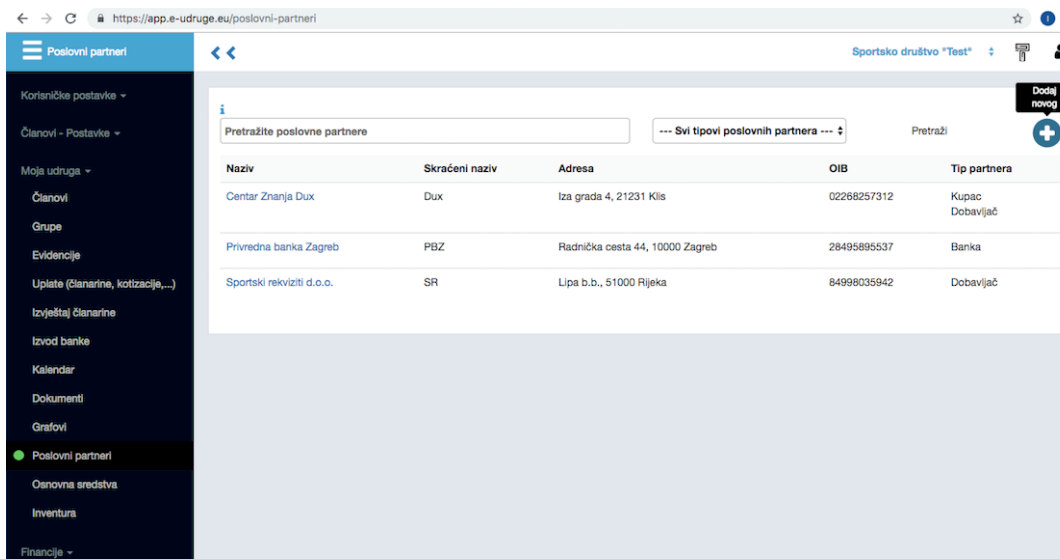 https://app.e-udruge.eu/poslovni-partneri
Poslovni partneri
Sportsko društvo "Test"
Korisničke postavke
Članovi - Postavke
Moja udruga
Članovi
Grupe
Evidencije
Uplate (članarine, kotizacije,...)
Izvještaj članarine
Izvod banke
Kalendar
Dokumenti
Grafovi
Poslovni partneri
Osnovna sredstva
Inventura
Financije
Dodaj
novog
i
Pretražite poslovne partnere
--- Svi tipovi poslovnih partnera ---
Pretraži
Naziv Skraćeni naziv Adresa OIB Tip partnera
Centar Znanja Dux Dux Iza grada 4, 21231 Klis 02268257312 Kupac
Dobavljač
Privredna banka Zagreb PBZ Radnička cesta 44, 10000 Zagreb 28495895537 Banka
Sportski rekviziti d.o.o. SR Lipa b.b., 51000 Rijeka 84998035942 Dobavljač